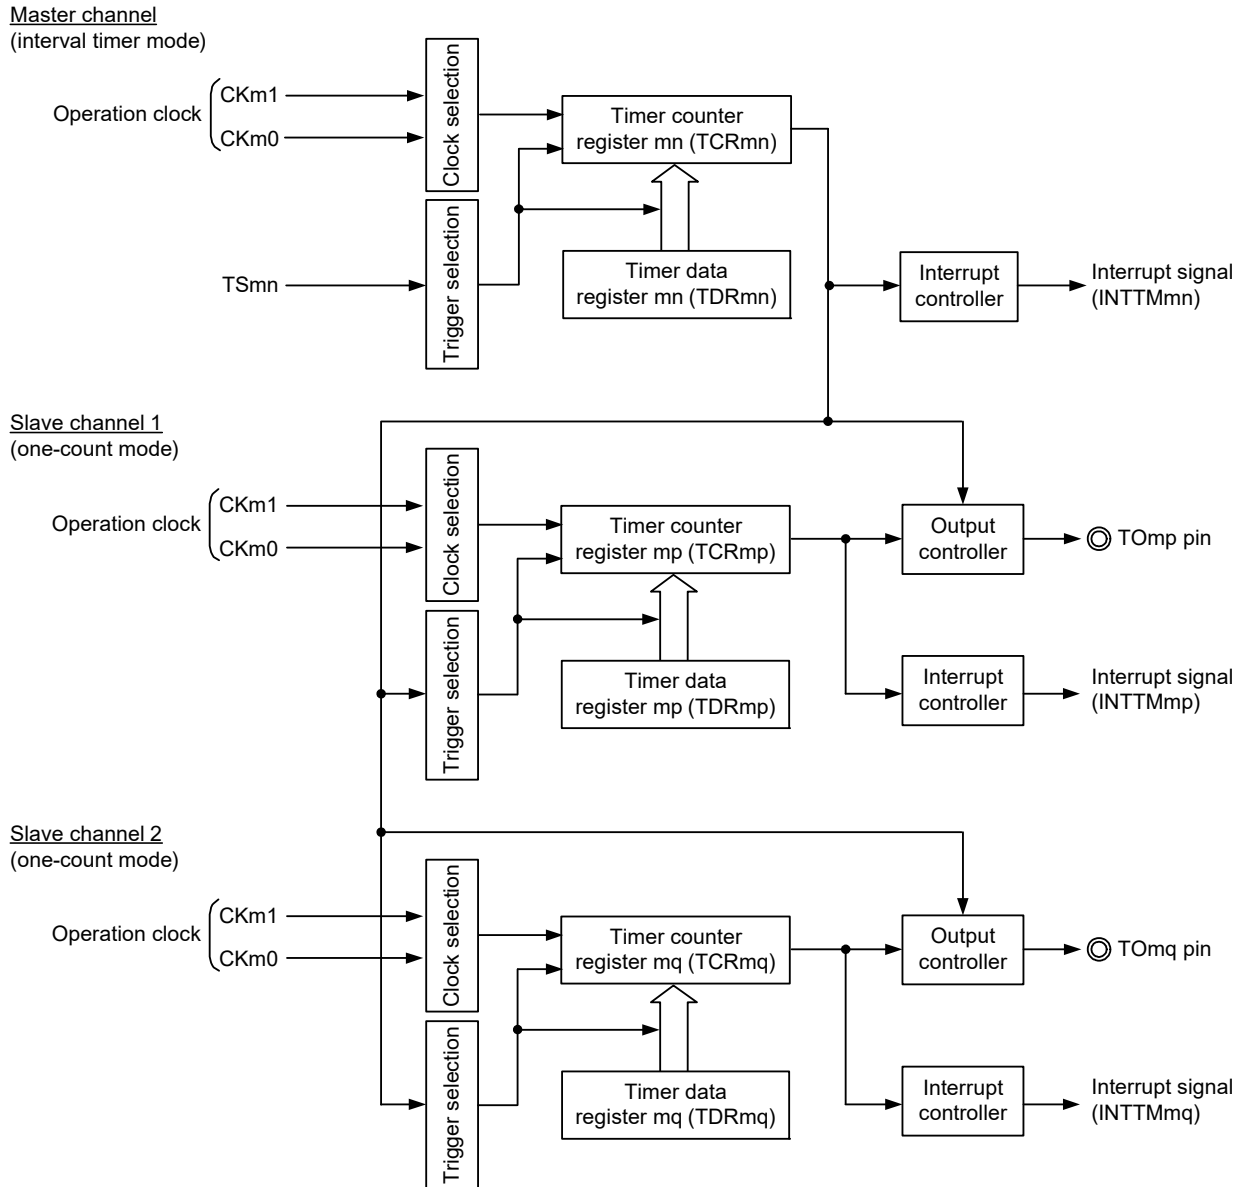 Master channel
(interval timer mode)
Operation clock
CKm1
CKm0
Clock selection
Timer counter
register mn (TCRmn)
TSmn
Trigger selection
Timer data
register mn (TDRmn)
Interrupt
controller
Interrupt signal
(INTTMmn)
Slave channel 1
(one-count mode)
Operation clock
CKm1
CKm0
Clock selection
Timer counter
register mp (TCRmp)
Output
controller
TOmp pin
Trigger selection
Timer data
register mp (TDRmp)
Interrupt
controller
Interrupt signal
(INTTMmp)
Slave channel 2
(one-count mode)
Operation clock
CKm1
CKm0
Clock selection
Timer counter
register mq (TCRmq)
Output
controller
TOmq pin
Trigger selection
Timer data
register mq (TDRmq)
Interrupt
controller
Interrupt signal
(INTTMmq)